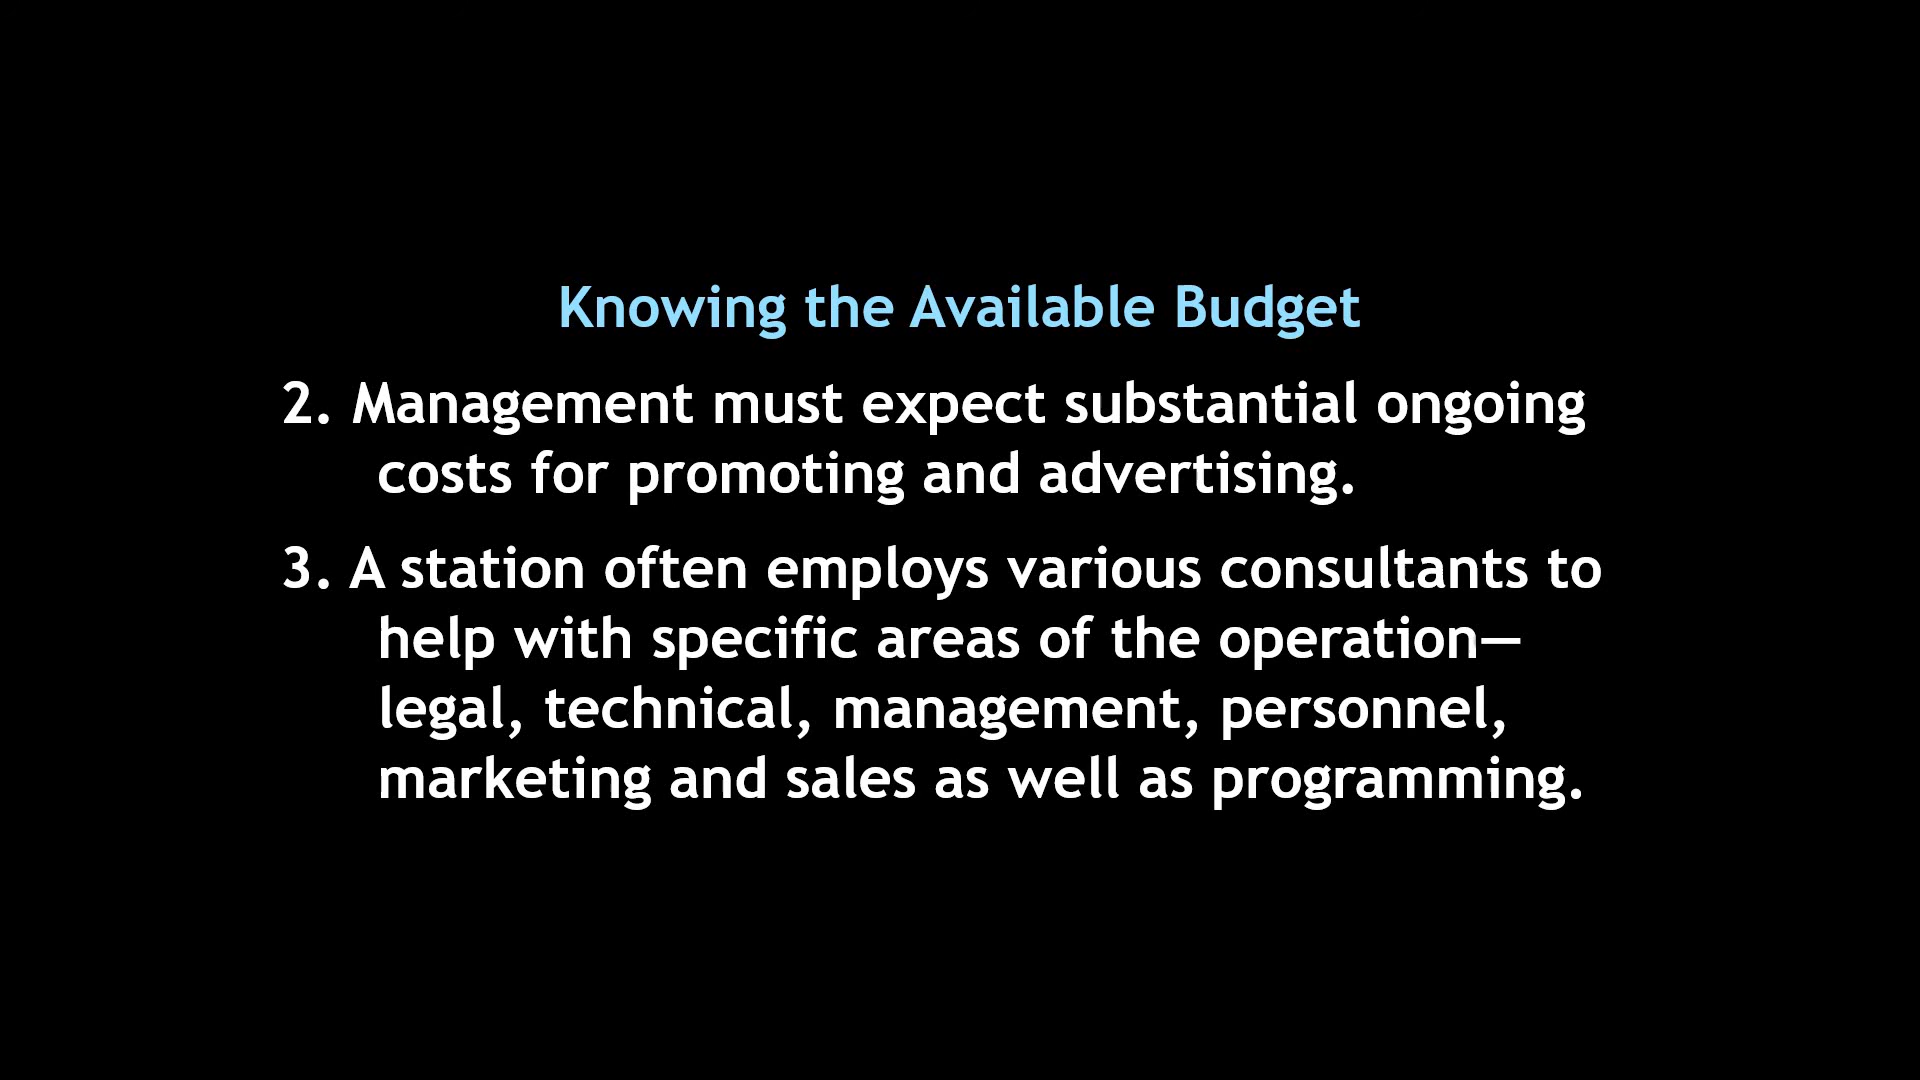 Knowing the Available Budget
2. Management must expect substantial ongoing
costs for promoting and advertising.
3. A station often employs various consultants to
help with specific areas of the operation—
legal, technical, management, personnel,
marketing and sales as well as programming.